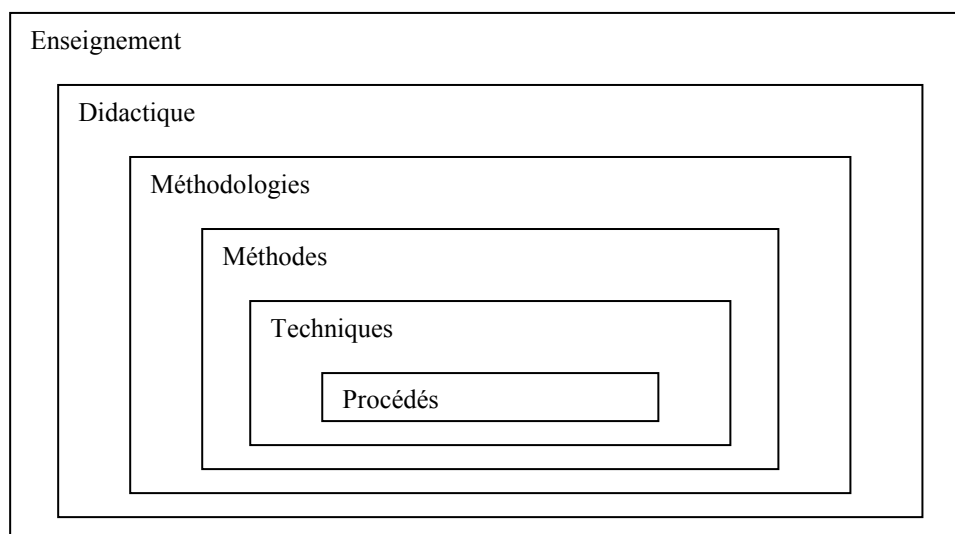 Enseignement
Didactique
Méthodologies
Méthodes
Techniques
Procédés